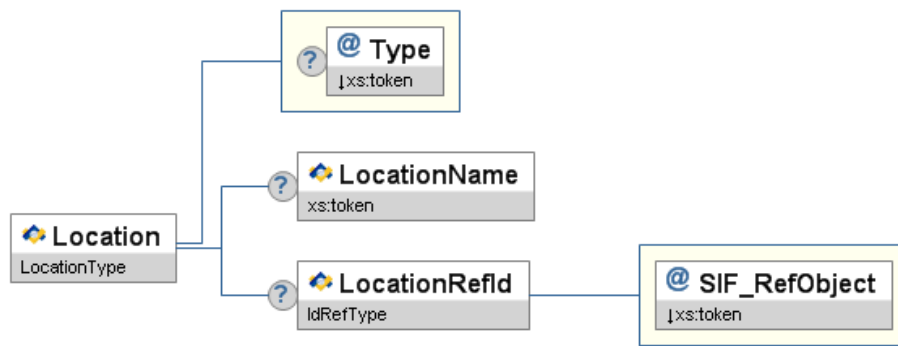 @ Type
? ↓xs:token
? LocationName
xs:token
Location
LocationType
? LocationRefId
IdRefType
@ SIF_RefObject
↓xs:token